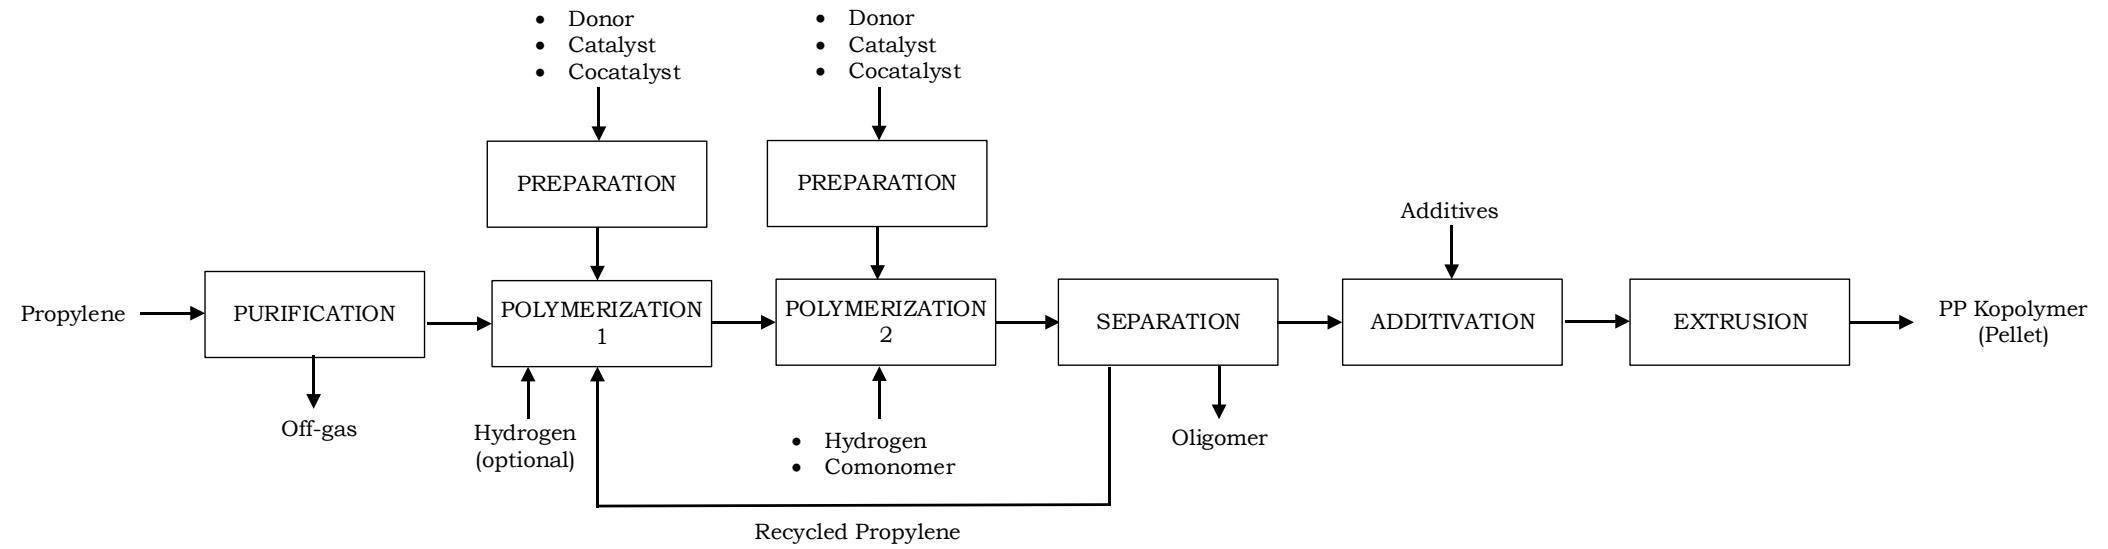 • Donor
• Catalyst
• Cocatalyst
• Donor
• Catalyst
• Cocatalyst
PREPARATION
PREPARATION
Additives
Propylene
PURIFICATION
POLYMERIZATION
1
POLYMERIZATION
2
SEPARATION
ADDITIVATION
EXTRUSION
PP Kopolymer
(Pellet)
Off-gas
Hydrogen
(optional)
• Hydrogen
• Comonomer
Oligomer
Recycled Propylene